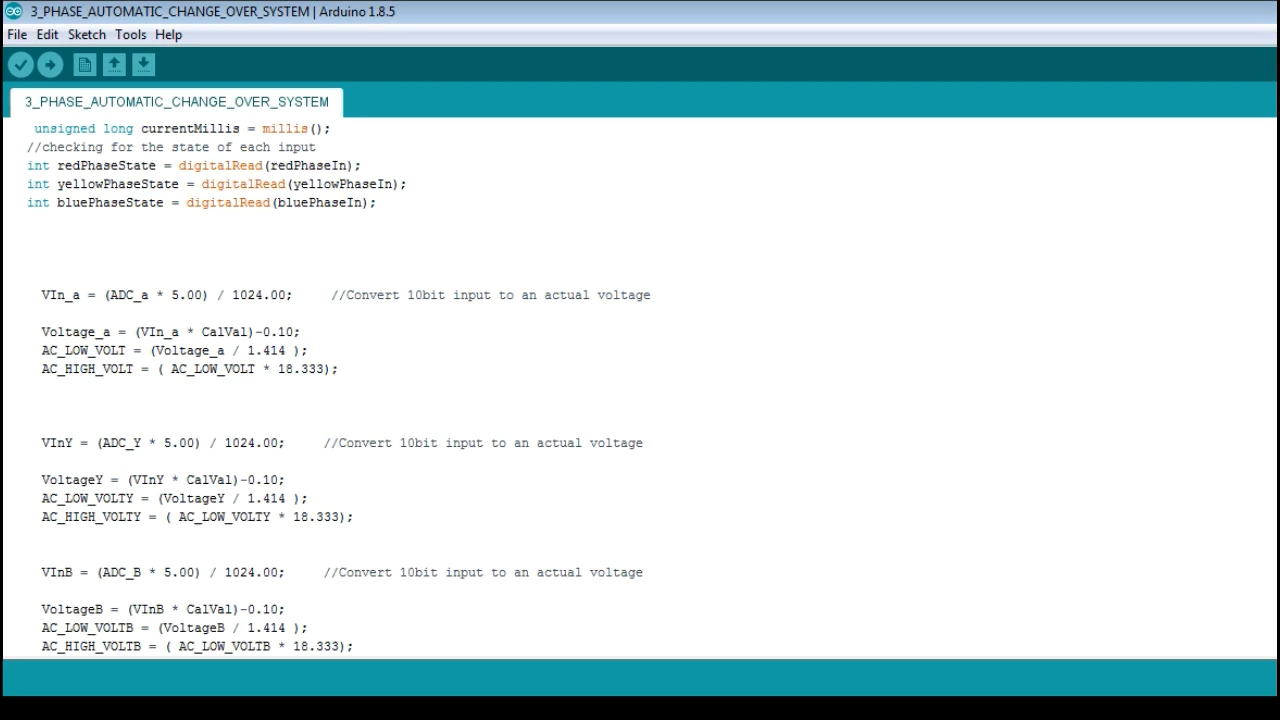 3_PHASE_AUTOMATIC_CHANGE_OVER_SYSTEM | Arduino 1.8.5
File Edit Sketch Tools Help
3_PHASE_AUTOMATIC_CHANGE_OVER_SYSTEM
unsigned long currentMillis = millis();
//checking for the state of each input
int redPhaseState = digitalRead(redPhaseIn);
int yellowPhaseState = digitalRead(yellowPhaseIn);
int bluePhaseState = digitalRead(bluePhaseIn);
VIn_a = (ADC_a * 5.00) / 1024.00; //Convert 10bit input to an actual voltage
Voltage_a = (VIn_a * CalVal)-0.10;
AC_LOW_VOLT = (Voltage_a / 1.414 );
AC_HIGH_VOLT = ( AC_LOW_VOLT * 18.333);
VInY = (ADC_Y * 5.00) / 1024.00; //Convert 10bit input to an actual voltage
VoltageY = (VInY * CalVal)-0.10;
AC_LOW_VOLTY = (VoltageY / 1.414 );
AC_HIGH_VOLTY = ( AC_LOW_VOLTY * 18.333);
VInB = (ADC_B * 5.00) / 1024.00; //Convert 10bit input to an actual voltage
VoltageB = (VInB * CalVal)-0.10;
AC_LOW_VOLTB = (VoltageB / 1.414 );
AC_HIGH_VOLTB = ( AC_LOW_VOLTB * 18.333);